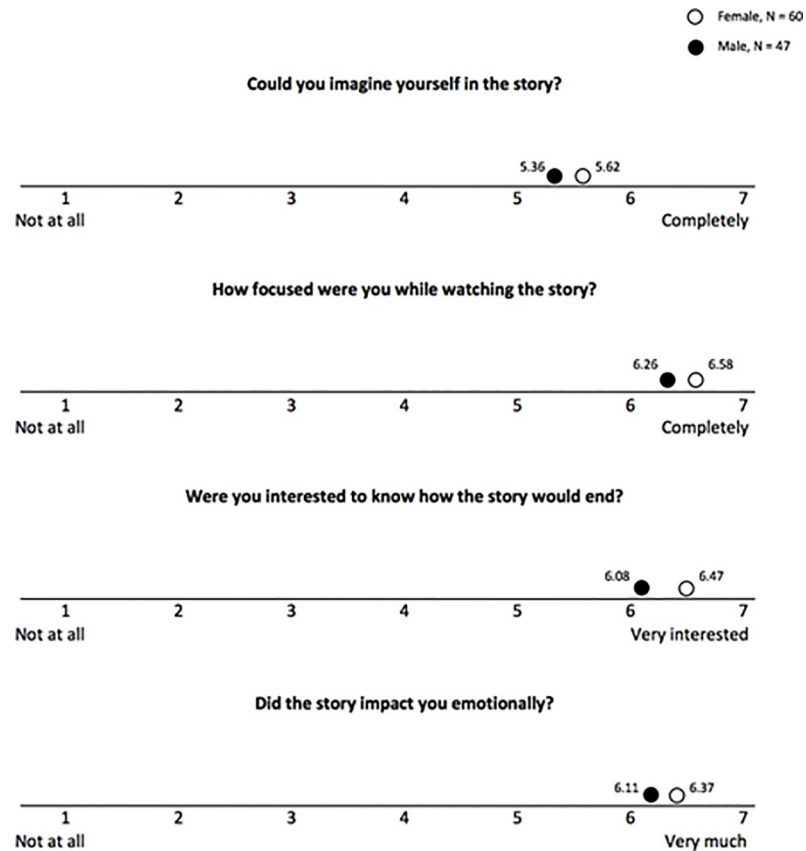 Female, N = 60
Male, N = 47
Could you imagine yourself in the story?
5.36 5.62
1 2 3 4 5 6 7
Not at all Completely
How focused were you while watching the story?
6.26 6.58
1 2 3 4 5 6 7
Not at all Completely
Were you interested to know how the story would end?
6.08 6.47
1 2 3 4 5 6 7
Not at all Very interested
Did the story impact you emotionally?
6.11 6.37
1 2 3 4 5 6 7
Not at all Very much